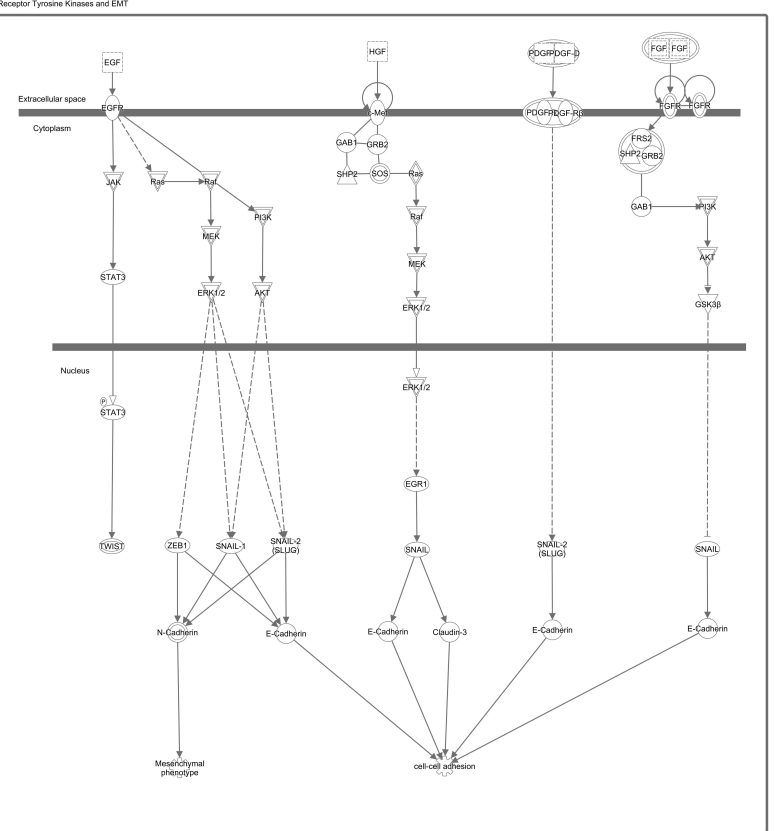 Receptor Tyrosine Kinases and EMT
EGF
HGF
PDGF-D
FGF FGF
Extracellular space
EGFR
c-Met
PDGF-Rβ
FGFR FGFR
Cytoplasm
GAB1
GRB2
FRS2
SHP2
GRB2
SHP2
SOS
Ras
JAK
Ras
Raf
PI3K
Raf
GAB1
PI3K
MEK
MEK
AKT
STAT3
ERK1/2
AKT
ERK1/2
GSK3β
Nucleus
ERK1/2
P
STAT3
EGR1
TWIST
ZEB1
SNAIL-1
SNAIL-2
(SLUG)
SNAIL
SNAIL-2
(SLUG)
SNAIL
N-Cadherin
E-Cadherin
E-Cadherin
Claudin-3
E-Cadherin
E-Cadherin
Mesenchymal
phenotype
cell-cell adhesion